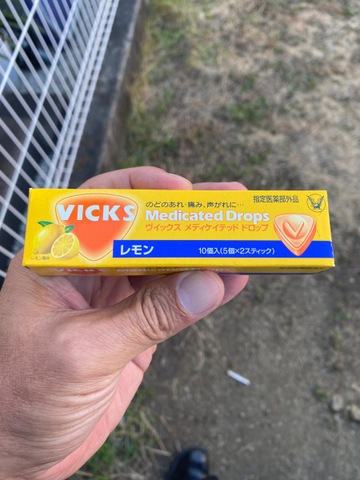 VICKS
のどのあれ・痛み、声がれに…
指定医薬部外品
Medicated Drops
ヴイックス メディケイテッド ドロップ
レモン
10個入(5個×2スティック)
V